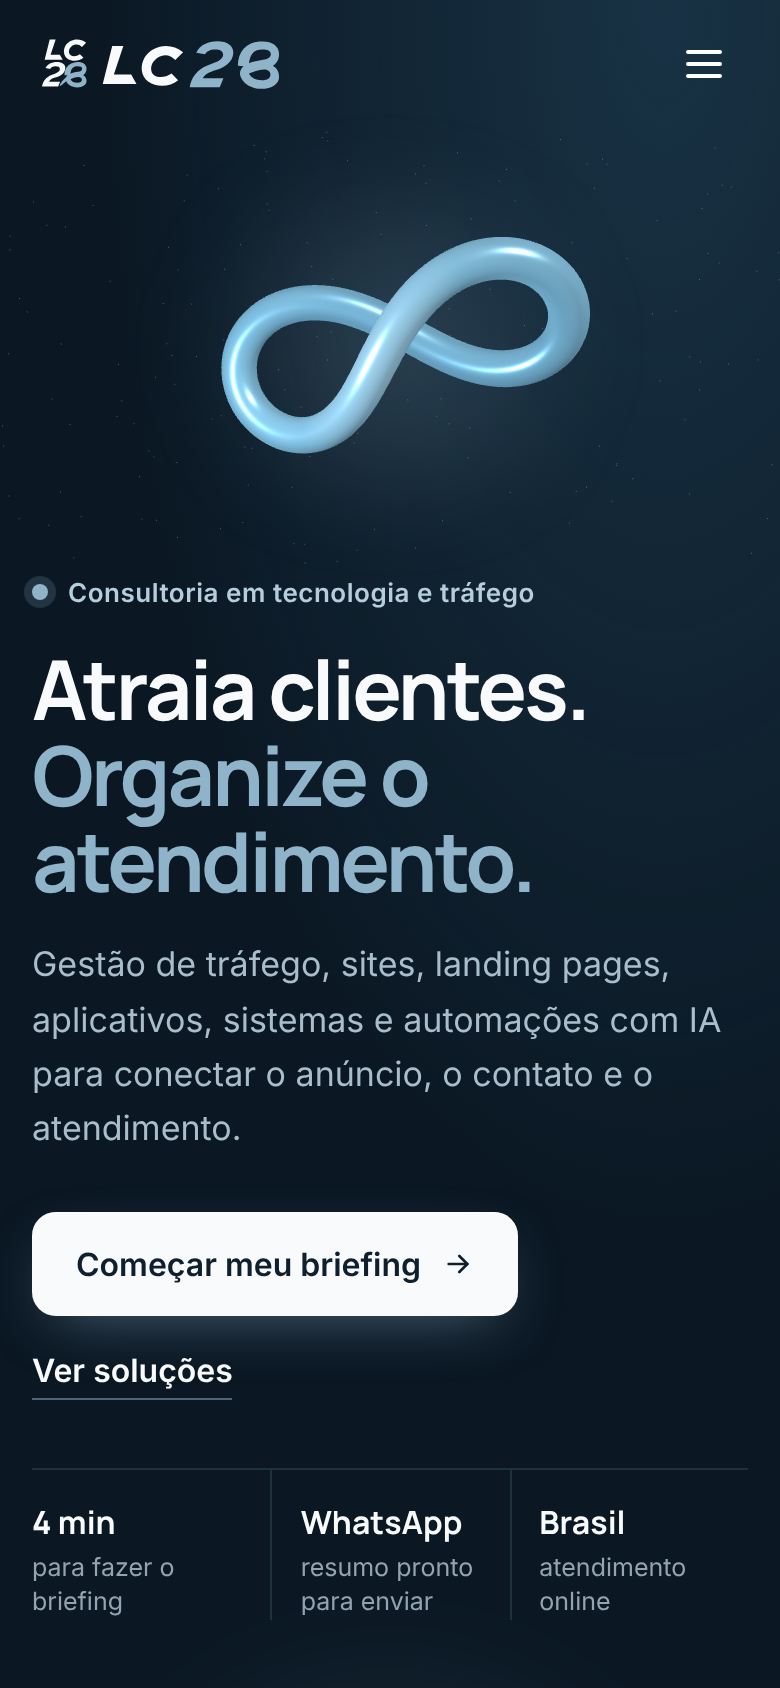 LC
28
LC 28
Consultoria em tecnologia e tráfego
Atraia clientes.
Organize o
atendimento.
Gestão de tráfego, sites, landing pages,
aplicativos, sistemas e automações com IA
para conectar o anúncio, o contato e o
atendimento.
Começar meu briefing →
Ver soluções
4 min
para fazer o
briefing
WhatsApp
resumo pronto
para enviar
Brasil
atendimento
online